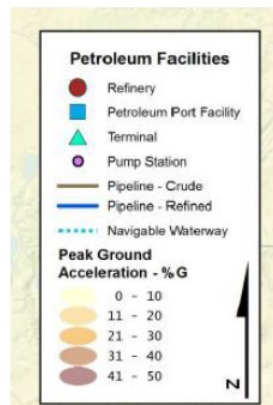 Petroleum Facilities
Refinery
Petroleum Port Facility
Terminal
Pump Station
Pipeline - Crude
Pipeline - Refined
Navigable Waterway
Peak Ground
Acceleration - %G
0 - 10
11 - 20
21 - 30
31 - 40
41 - 50
N